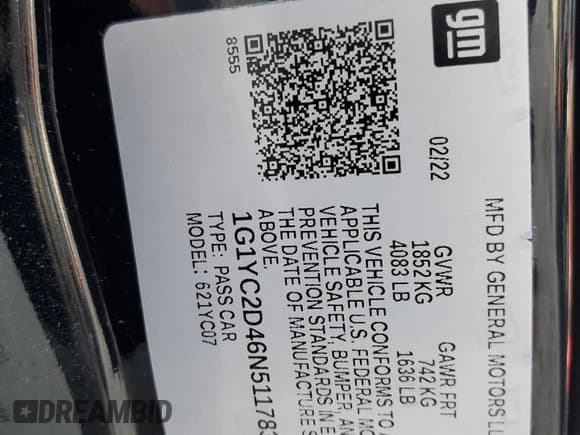 gm
8555
MFD BY GENERAL MOTORS LL
02/22 GVWR GAWR FRT
1852 KG 742 KG
4083 LB 1636 LB
THIS VEHICLE CONFORMS TO A
APPLICABLE U.S. FEDERAL MO
VEHICLE SAFETY, BUMPER, AN
PREVENTION STANDARDS IN E
THE DATE OF MANUFACTURE S
ABOVE.
1G1YC2D46N51178
TYPE: PASS CAR
MODEL: 621YC07
DREAMBID